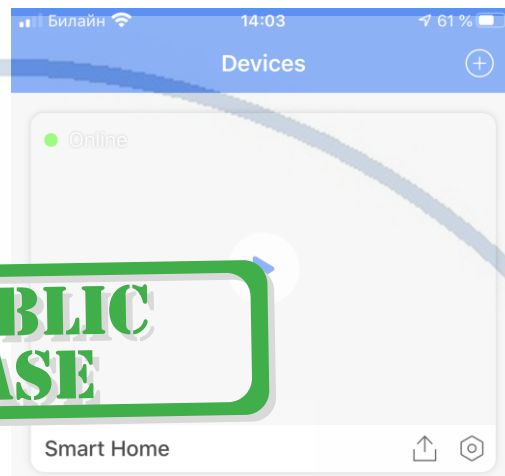 Билайн 14:03 61 %
Devices
Online
BLIC
ASE
Smart Home